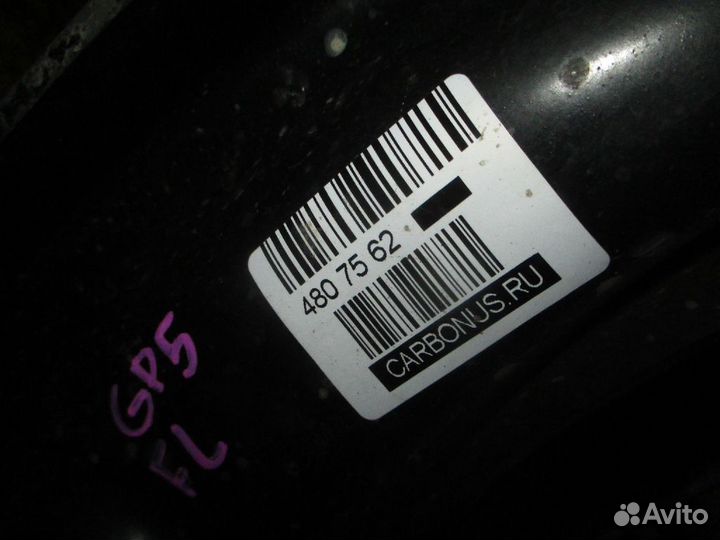 480 75 62
CARBONUS.RU
GP5
FL
Avito